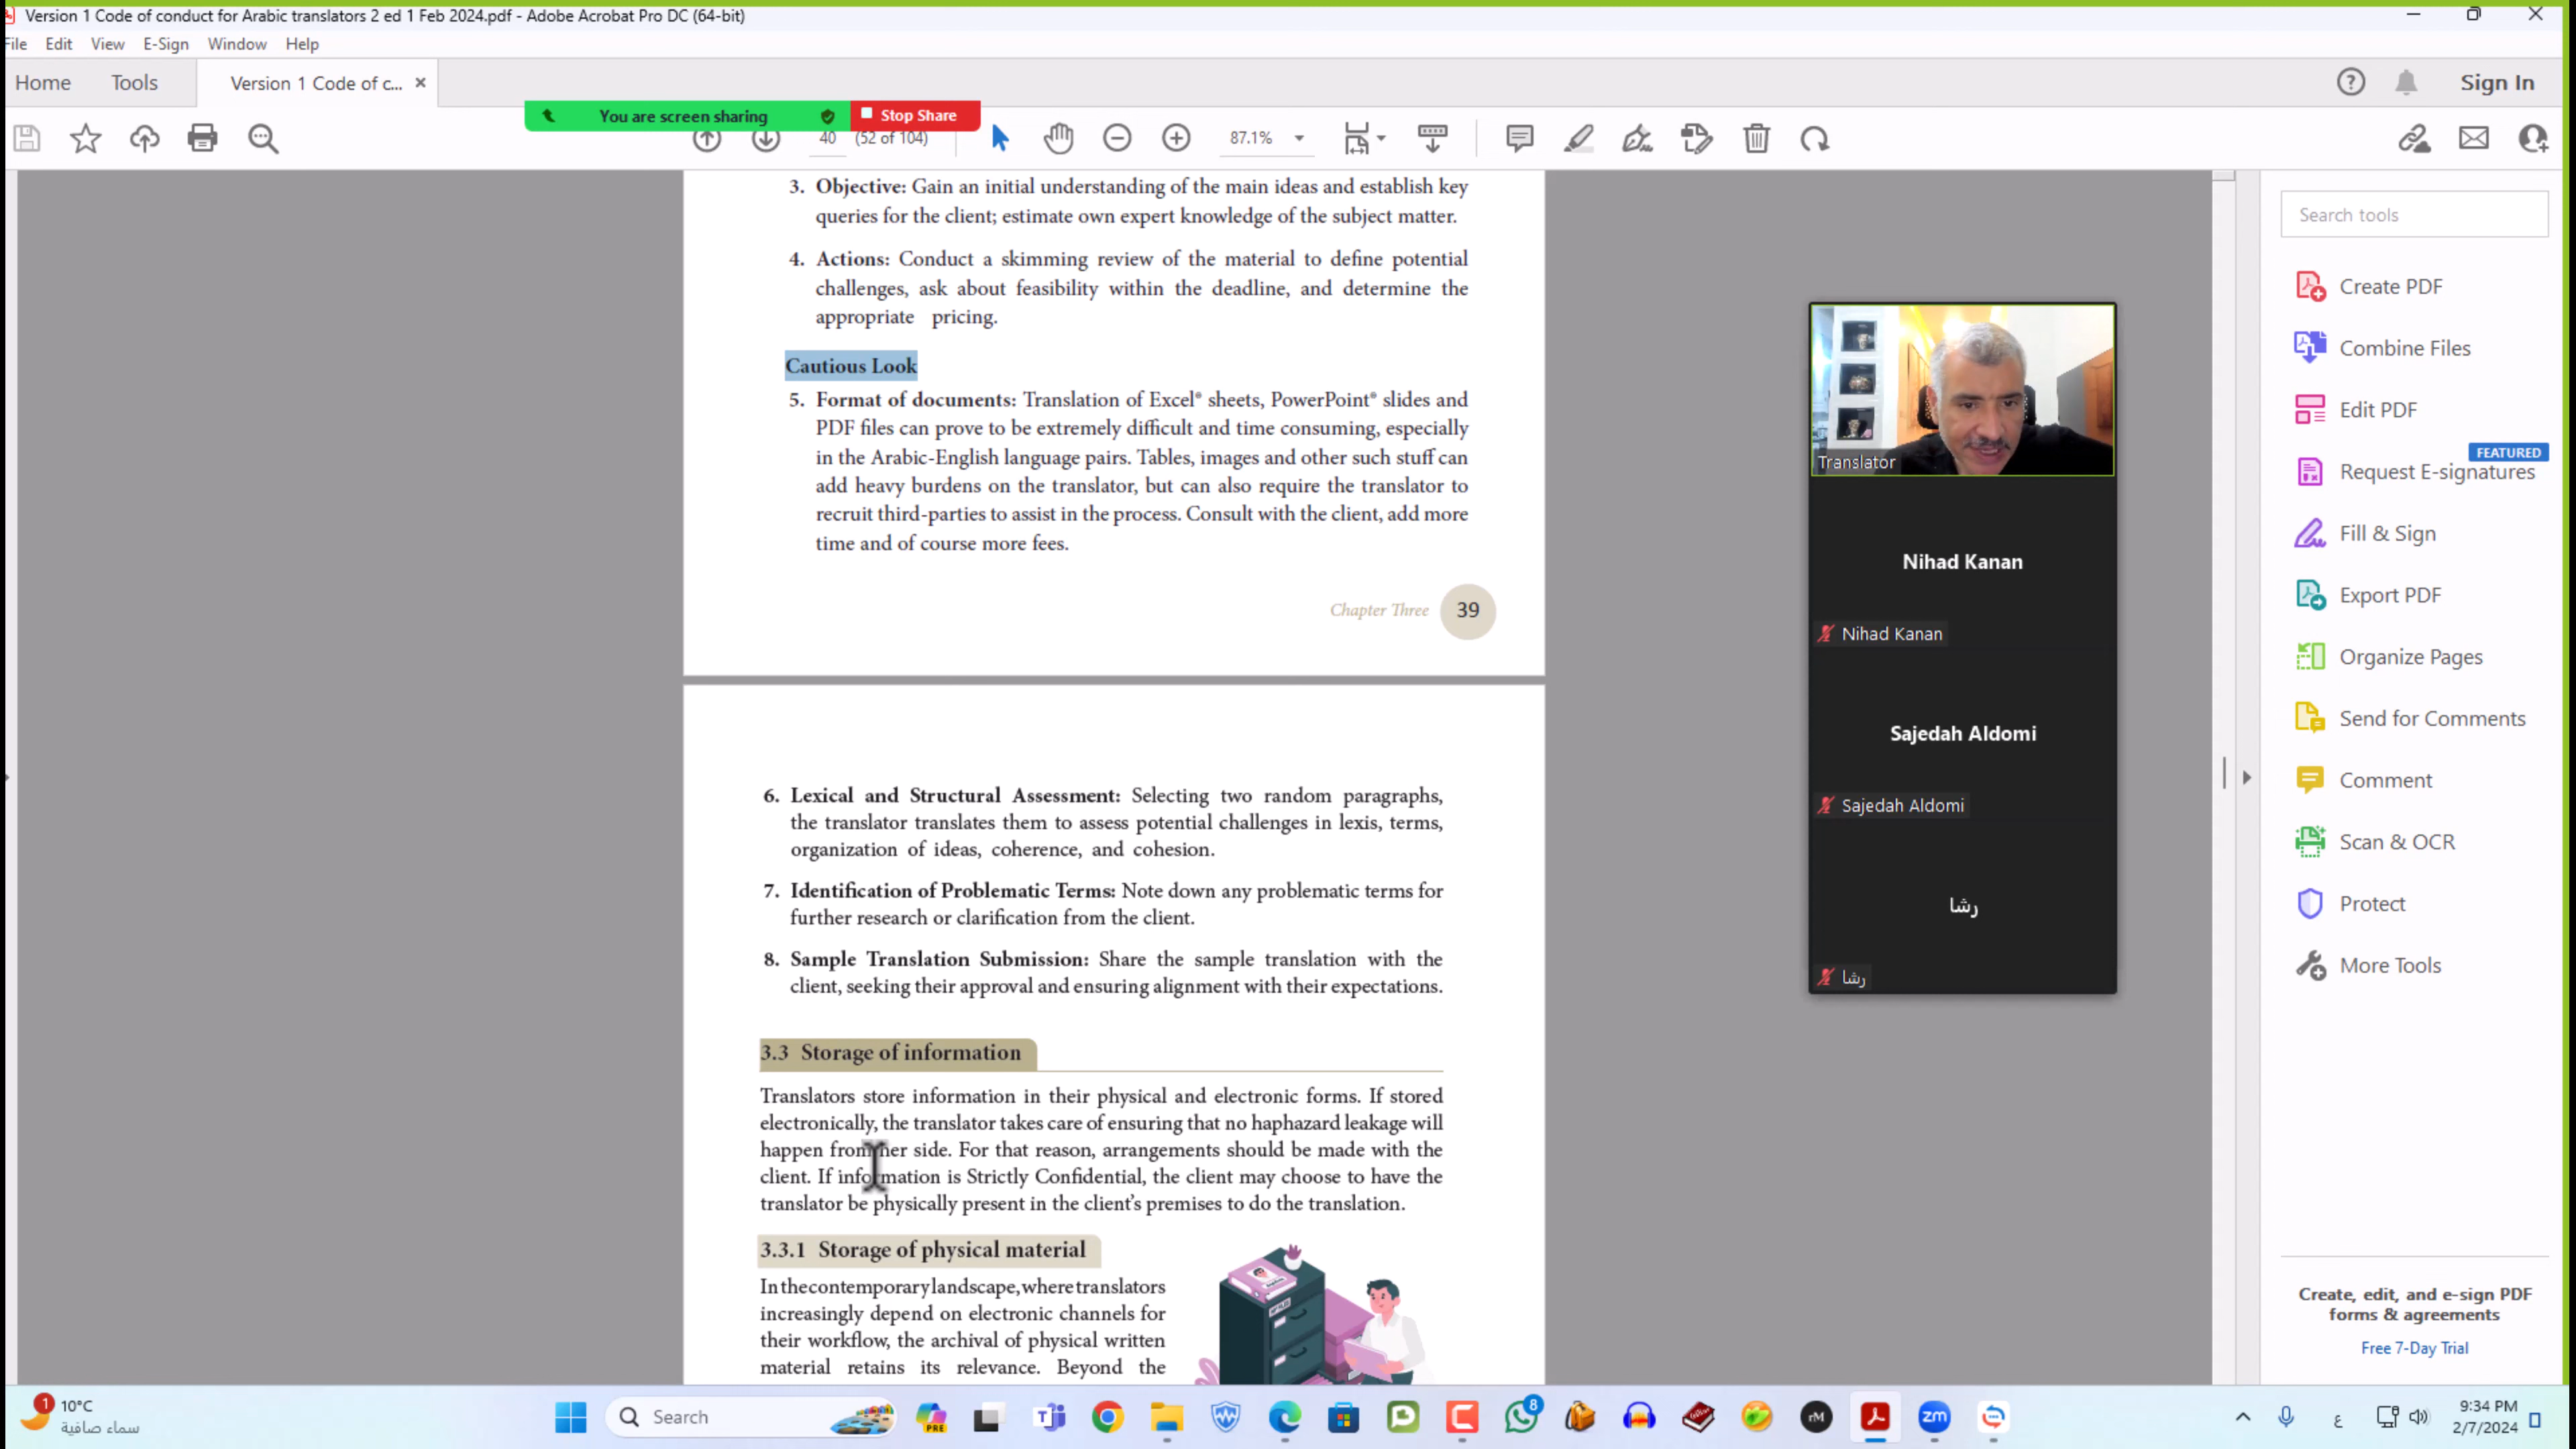 Version 1 Code of conduct for Arabic translators 2 ed 1 Feb 2024.pdf - Adobe Acrobat Pro DC (64-bit)
File Edit View E-Sign Window Help
Home Tools Version 1 Code of c... Sign In
You are screen sharing Stop Share
40 (52 of 104) 87.1%
3. Objective: Gain an initial understanding of the main ideas and establish key
queries for the client; estimate own expert knowledge of the subject matter.
4. Actions: Conduct a skimming review of the material to define potential
challenges, ask about feasibility within the deadline, and determine the
appropriate pricing.
Cautious Look
5. Format of documents: Translation of Excel® sheets, PowerPoint® slides and
PDF files can prove to be extremely difficult and time consuming, especially
in the Arabic-English language pairs. Tables, images and other such stuff can
add heavy burdens on the translator, but can also require the translator to
recruit third-parties to assist in the process. Consult with the client, add more
time and of course more fees.
Chapter Three 39
6. Lexical and Structural Assessment: Selecting two random paragraphs,
the translator translates them to assess potential challenges in lexis, terms,
organization of ideas, coherence, and cohesion.
7. Identification of Problematic Terms: Note down any problematic terms for
further research or clarification from the client.
8. Sample Translation Submission: Share the sample translation with the
client, seeking their approval and ensuring alignment with their expectations.
3.3 Storage of information
Translators store information in their physical and electronic forms. If stored
electronically, the translator takes care of ensuring that no haphazard leakage will
happen from her side. For that reason, arrangements should be made with the
client. If information is Strictly Confidential, the client may choose to have the
translator be physically present in the client's premises to do the translation.
3.3.1 Storage of physical material
In the contemporary landscape, where translators
increasingly depend on electronic channels for
their workflow, the archival of physical written
material retains its relevance. Beyond the
Translator
Nihad Kanan
Nihad Kanan
Sajedah Aldomi
Sajedah Aldomi
رشا
رشا
Search tools
Create PDF
Combine Files
Edit PDF
FEATURED
Request E-signatures
Fill & Sign
Export PDF
Organize Pages
Send for Comments
Comment
Scan & OCR
Protect
More Tools
Create, edit, and e-sign PDF
forms & agreements
Free 7-Day Trial
1
10°C
سماء صافية
Search
PRE
8
rM
zm
ع
9:34 PM
2/7/2024